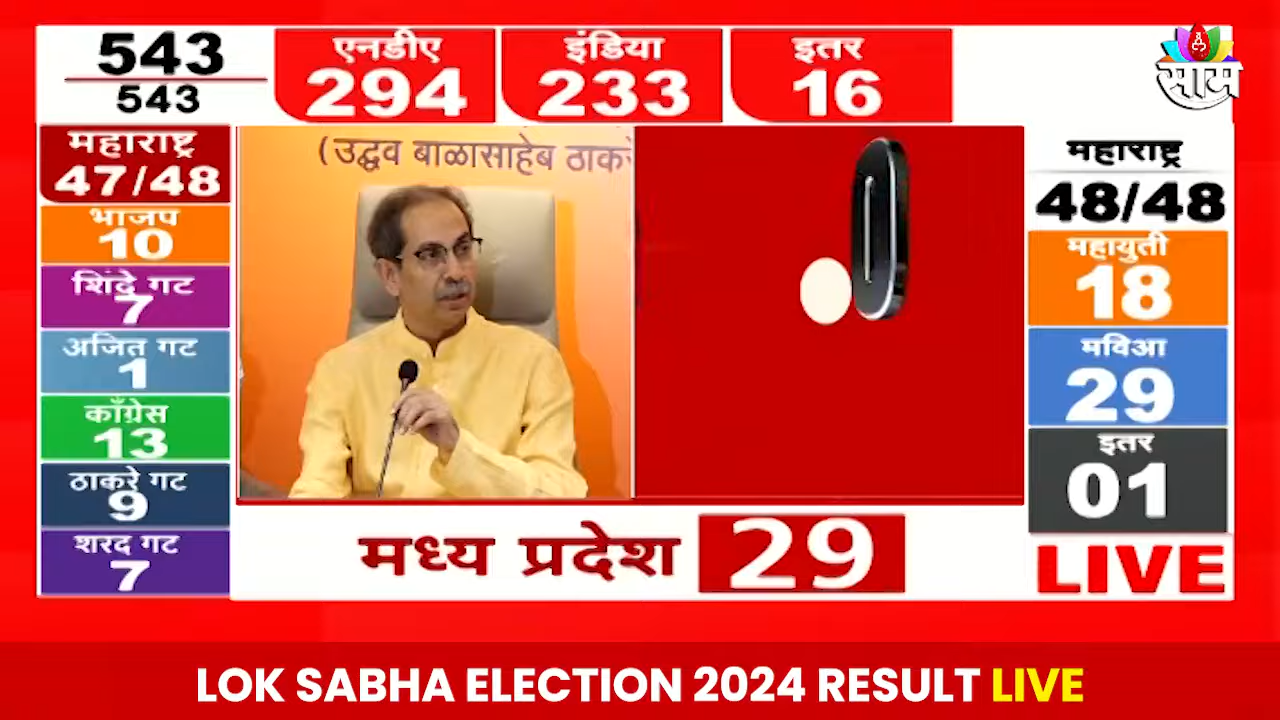 543
543
एनडीए
294
इंडिया
233
इतर
16
साम
महाराष्ट्र
47/48
भाजप
10
शिंदे गट
7
अजित गट
1
काँग्रेस
13
ठाकरे गट
9
शरद गट
7
(उद्धव बाळासाहेब ठाकरे
महाराष्ट्र
48/48
महायुती
18
मविआ
29
इतर
01
LIVE
मध्य प्रदेश 29
LOK SABHA ELECTION 2024 RESULT LIVE